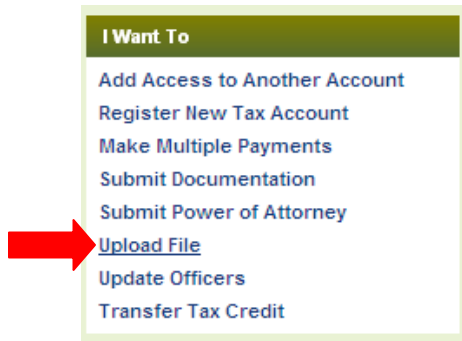 I Want To
Add Access to Another Account
Register New Tax Account
Make Multiple Payments
Submit Documentation
Submit Power of Attorney
Upload File
Update Officers
Transfer Tax Credit